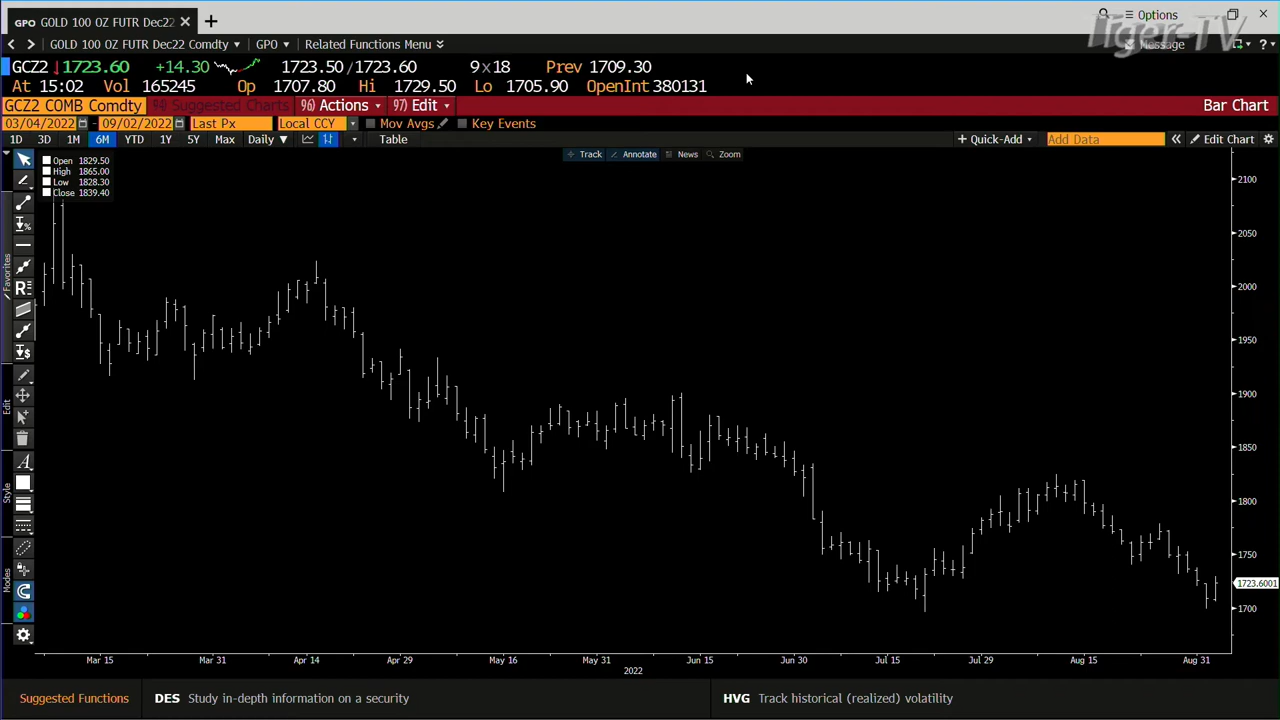 GPO GOLD 100 OZ FUTR Dec22 ✕ +
Options
Tiger-TV
GOLD 100 OZ FUTR Dec22 Comdty GPO Related Functions Menu Message ?
GCZ2 ↓1723.60 +14.30 1723.50/1723.60 9x18 Prev 1709.30
At 15:02 Vol 165245 Op 1707.80 Hi 1729.50 Lo 1705.90 OpenInt 380131
GCZ2 COMB Comdty 94) Suggested Charts 96) Actions 97) Edit Bar Chart
03/04/2022 - 09/02/2022 Last Px Local CCY Mov Avgs Key Events
1D 3D 1M 6M YTD 1Y 5Y Max Daily ▼ Table + Quick-Add Add Data « Edit Chart
Track Annotate News Zoom
Open 1829.50
High 1865.00
Low 1828.30
Close 1839.40
Favorites
Edit
Style
Modes
2100
2050
2000
1950
1900
1850
1800
1750
1723.6001
1700
Mar 15 Mar 31 Apr 14 Apr 29 May 16 May 31 Jun 15 Jun 30 Jul 15 Jul 29 Aug 15 Aug 31
2022
Suggested Functions DES Study in-depth information on a security HVG Track historical (realized) volatility